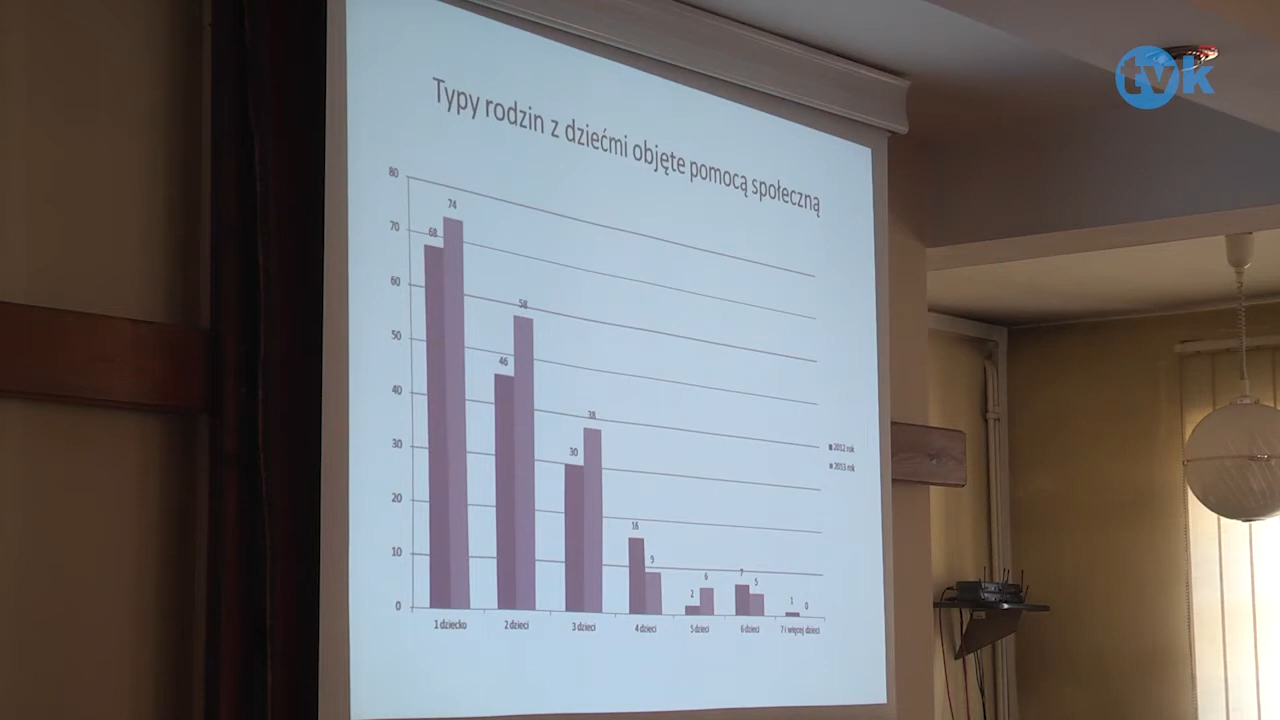 tvk
Typy rodzin z dziećmi objęte pomocą społeczną
80
70
60
50
40
30
20
10
0
68
74
46
58
30
38
16
9
2
6
7
5
1
0
1 dziecko
2 dzieci
3 dzieci
4 dzieci
5 dzieci
6 dzieci
7 i więcej dzieci
2012 rok
2013 rok